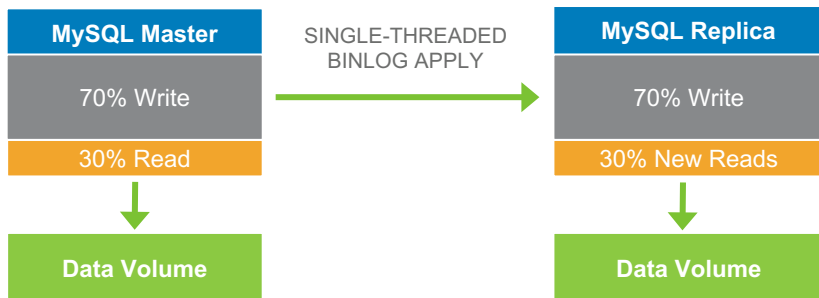 MySQL Master
70% Write
30% Read
Data Volume
SINGLE-THREADED
BINLOG APPLY
MySQL Replica
70% Write
30% New Reads
Data Volume